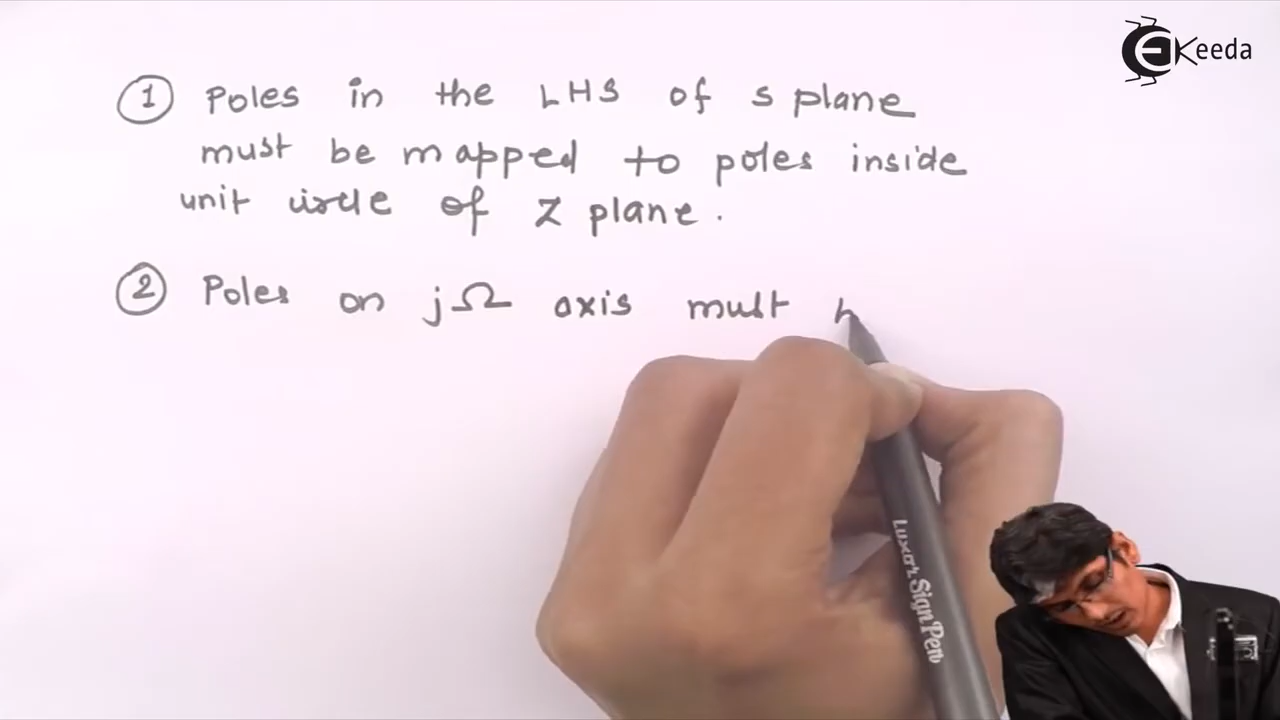 Keeda
① Poles in the LHS of s plane
must be mapped to poles inside
unit circle of Z plane.
② Poles on jΩ axis must
Luxor Sign Pen